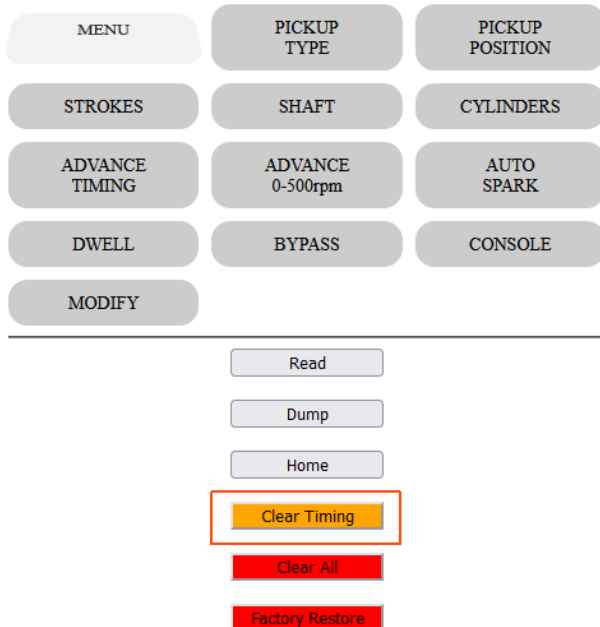 MENU
PICKUP
TYPE
PICKUP
POSITION
STROKES
SHAFT
CYLINDERS
ADVANCE
TIMING
ADVANCE
0-500rpm
AUTO
SPARK
DWELL
BYPASS
CONSOLE
MODIFY
Read
Dump
Home
Clear Timing
Clear All
Factory Restore